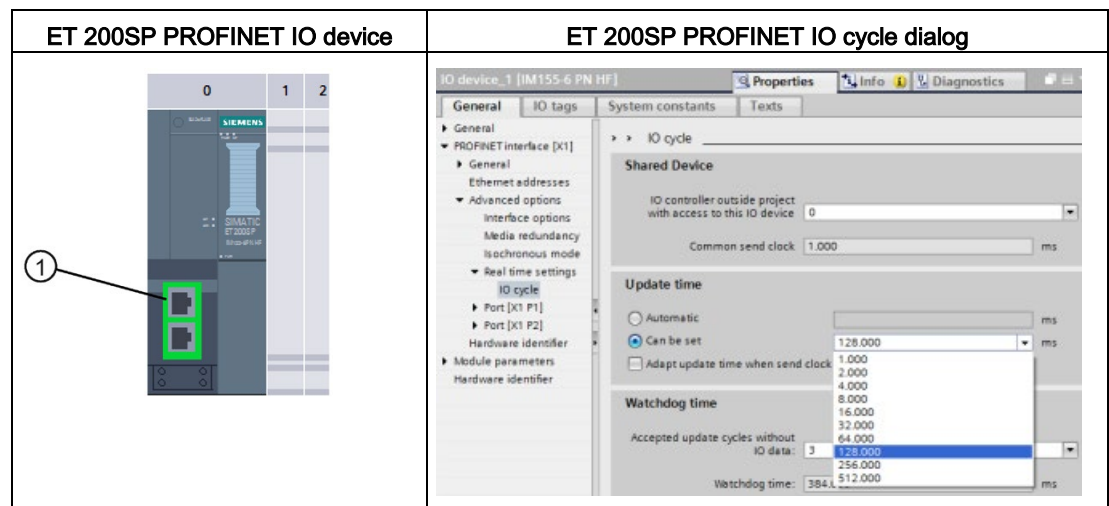 ET 200SP PROFINET IO device
ET 200SP PROFINET IO cycle dialog
0 1 2
SIEMENS
SIMATIC
ET 200SP
1
IO device_1 [IM155-6 PN HF]
Properties
Info
Diagnostics
General
IO tags
System constants
Texts
General
PROFINET interface [X1]
General
Ethernet addresses
Advanced options
Interface options
Media redundancy
Isochronous mode
Real time settings
IO cycle
Port [X1 P1]
Port [X1 P2]
Hardware identifier
Module parameters
Hardware identifier
> > IO cycle
Shared Device
IO controller outside project
with access to this IO device 0
Common send clock 1.000 ms
Update time
Automatic ms
Can be set 128.000 ms
Adapt update time when send clock
1.000
2.000
4.000
8.000
16.000
32.000
64.000
128.000
256.000
512.000
Watchdog time
Accepted update cycles without
IO data: 3
Watchdog time: 384. ms